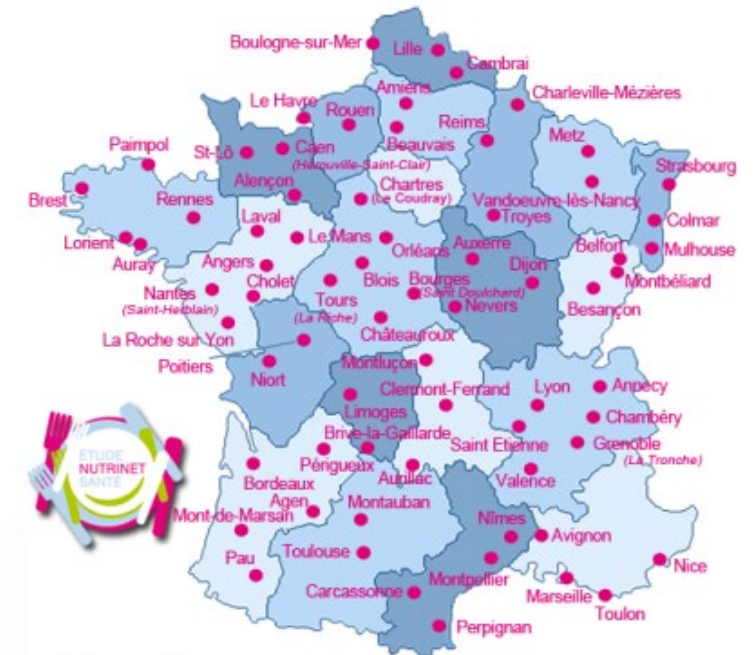 Boulogne-sur-Mer
Lille
Cambrai
Amiens
Charleville-Mézières
Le Havre
Rouen
Reims
Beauvais
Metz
Paimpol
St-Lô
Caen
(Hérouville-Saint-Clair)
Strasbourg
Alençon
Chartres
(Le Coudray)
Brest
Rennes
Vandoeuvre-lès-Nancy
Troyes
Laval
Colmar
Lorient
Le Mans
Orléans
Auxerre
Belfort
Mulhouse
Auray
Angers
Blois
Bourges
Dijon
Montbéliard
Nantes
Cholet
(Saint Doulchard)
(Saint-Herblain)
Tours
Nevers
Besançon
(La Riche)
La Roche sur Yon
Châteauroux
Poitiers
Montluçon
Niort
Clermont-Ferrand
Lyon
Annecy
Limoges
Chambéry
Brive-la-Gaillarde
Saint Etienne
Grenoble
(La Tronche)
ÉTUDE
NUTRINET
SANTÉ
Périgueux
Aurillac
Valence
Bordeaux
Agen
Montauban
Mont-de-Marsan
Nîmes
Avignon
Toulouse
Pau
Montpellier
Nice
Carcassonne
Marseille
Toulon
Perpignan